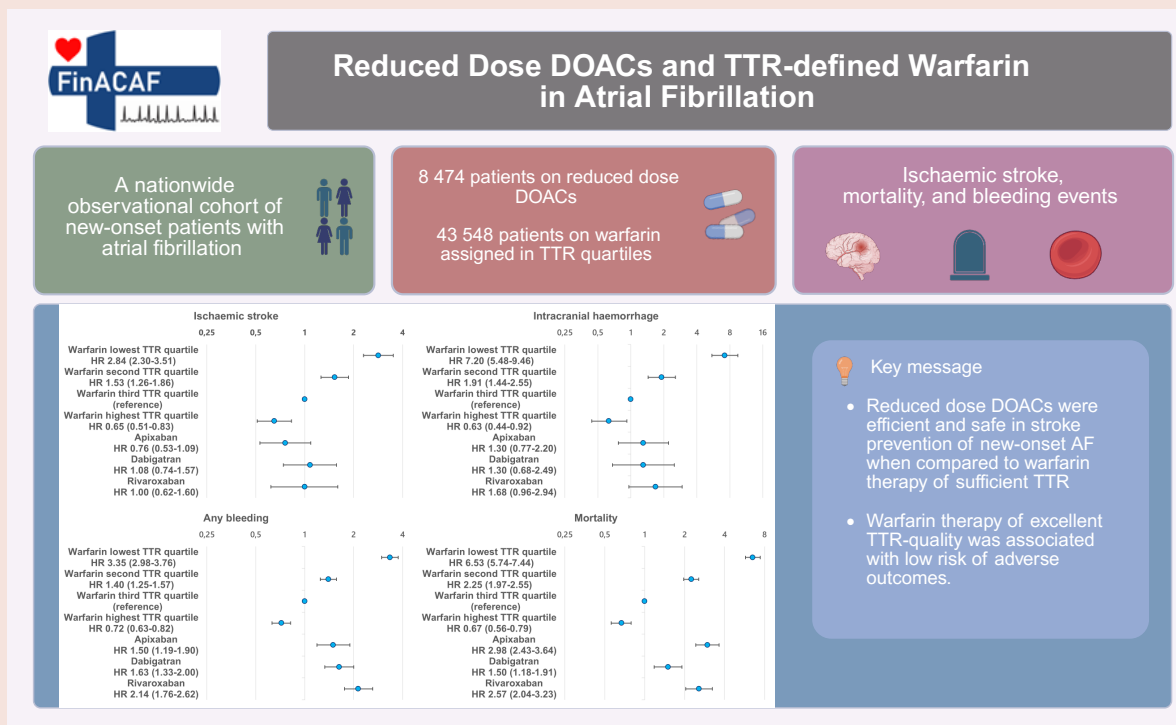 FinACAF
Reduced Dose DOACs and TTR-defined Warfarin
in Atrial Fibrillation
A nationwide
observational cohort of
new-onset patients with
atrial fibrillation
8 474 patients on reduced dose
DOACs
43 548 patients on warfarin
assigned in TTR quartiles
Ischaemic stroke,
mortality, and bleeding events
Ischaemic stroke
0,25 0,5 1 2 4
Warfarin lowest TTR quartile
HR 2.84 (2.30-3.51)
Warfarin second TTR quartile
HR 1.53 (1.26-1.86)
Warfarin third TTR quartile
(reference)
Warfarin highest TTR quartile
HR 0.65 (0.51-0.83)
Apixaban
HR 0.76 (0.53-1.09)
Dabigatran
HR 1.08 (0.74-1.57)
Rivaroxaban
HR 1.00 (0.62-1.60)
Intracranial haemorrhage
0,25 0,5 1 2 4 8 16
Warfarin lowest TTR quartile
HR 7.20 (5.48-9.46)
Warfarin second TTR quartile
HR 1.91 (1.44-2.55)
Warfarin third TTR quartile
(reference)
Warfarin highest TTR quartile
HR 0.63 (0.44-0.92)
Apixaban
HR 1.30 (0.77-2.20)
Dabigatran
HR 1.30 (0.68-2.49)
Rivaroxaban
HR 1.68 (0.96-2.94)
Any bleeding
0,25 0,5 1 2 4
Warfarin lowest TTR quartile
HR 3.35 (2.98-3.76)
Warfarin second TTR quartile
HR 1.40 (1.25-1.57)
Warfarin third TTR quartile
(reference)
Warfarin highest TTR quartile
HR 0.72 (0.63-0.82)
Apixaban
HR 1.50 (1.19-1.90)
Dabigatran
HR 1.63 (1.33-2.00)
Rivaroxaban
HR 2.14 (1.76-2.62)
Mortality
0,25 0,5 1 2 4 8
Warfarin lowest TTR quartile
HR 6.53 (5.74-7.44)
Warfarin second TTR quartile
HR 2.25 (1.97-2.55)
Warfarin third TTR quartile
(reference)
Warfarin highest TTR quartile
HR 0.67 (0.56-0.79)
Apixaban
HR 2.98 (2.43-3.64)
Dabigatran
HR 1.50 (1.18-1.91)
Rivaroxaban
HR 2.57 (2.04-3.23)
Key message
• Reduced dose DOACs were
efficient and safe in stroke
prevention of new-onset AF
when compared to warfarin
therapy of sufficient TTR
• Warfarin therapy of excellent
TTR-quality was associated
with low risk of adverse
outcomes.